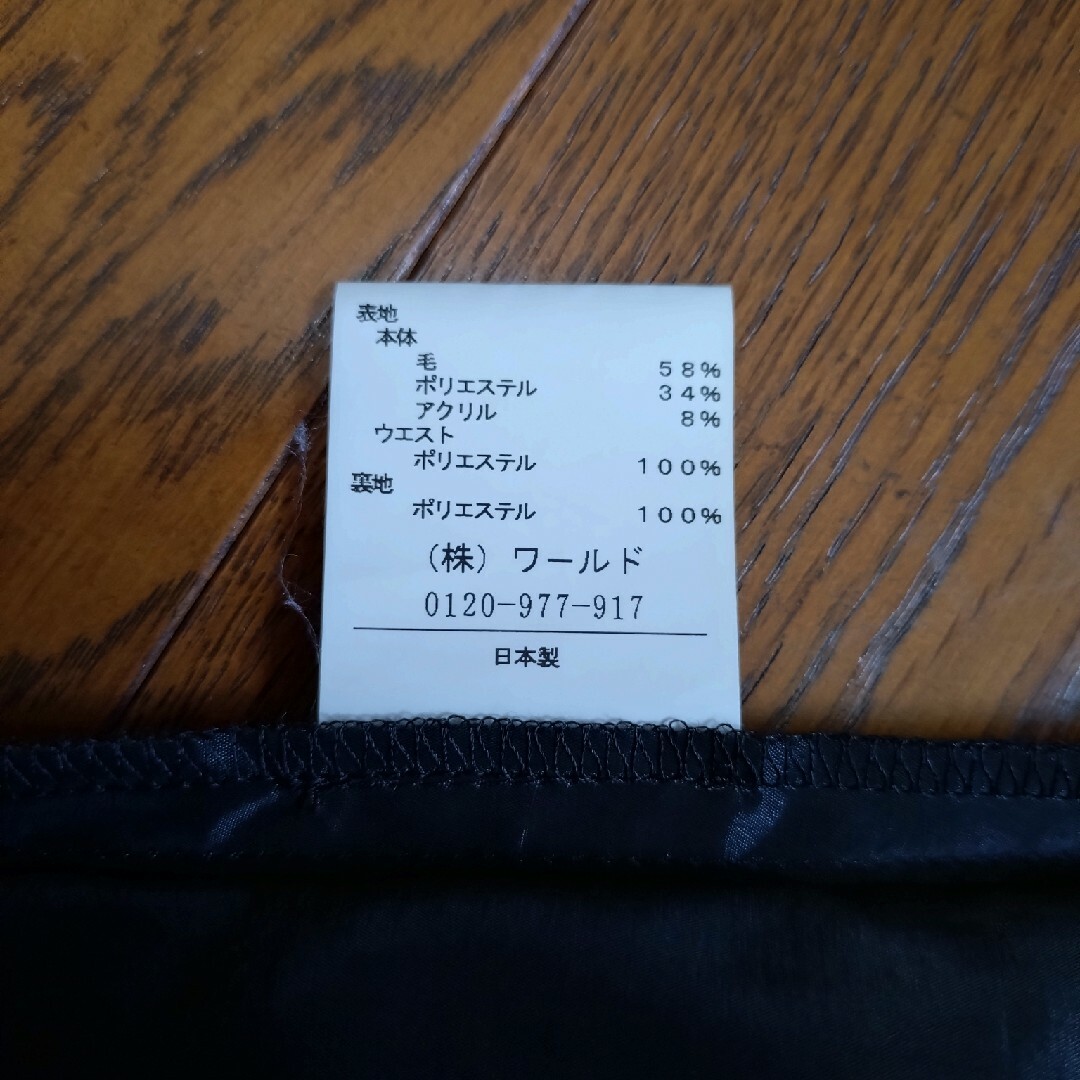 表地
本体
毛 58%
ポリエステル 34%
アクリル 8%
ウエスト
ポリエステル 100%
裏地
ポリエステル 100%
(株) ワールド
0120-977-917
日本製